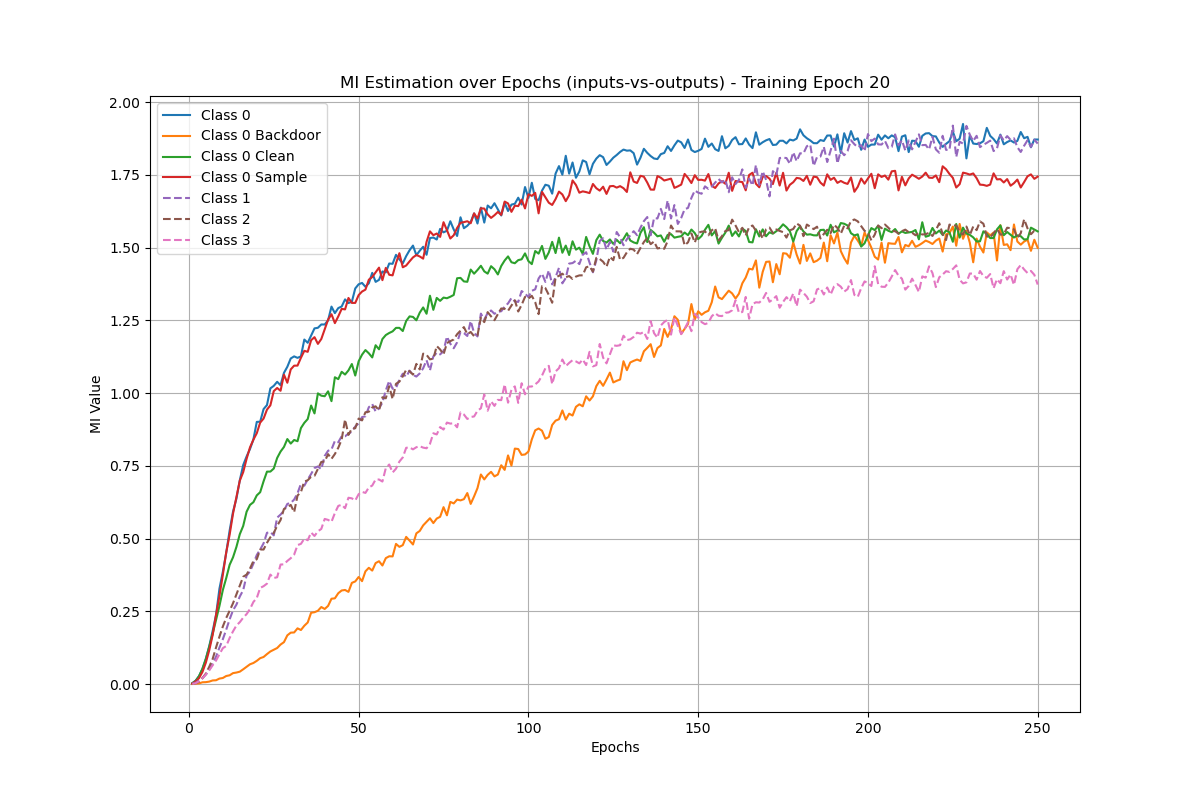 MI Estimation over Epochs (inputs-vs-outputs) - Training Epoch 20
2.00
1.75
1.50
1.25
1.00
0.75
0.50
0.25
0.00
MI Value
Class 0
Class 0 Backdoor
Class 0 Clean
Class 0 Sample
Class 1
Class 2
Class 3
0 50 100 150 200 250
Epochs